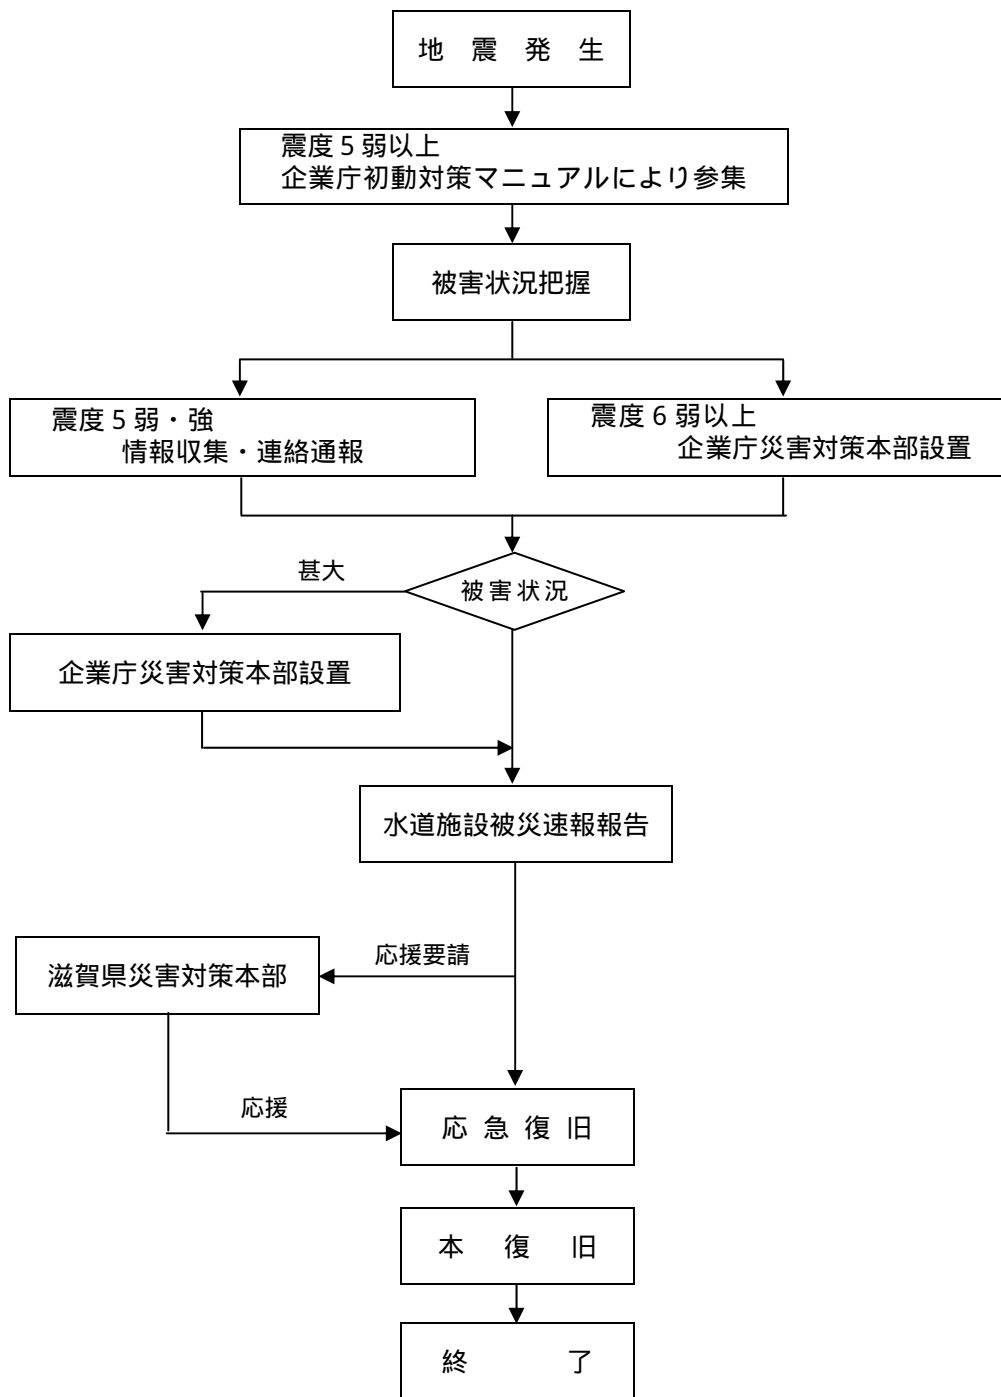 地　震　発　生
震度５弱以上
企業庁初動対策マニュアルにより参集
被害状況把握
震度５弱・強
情報収集・連絡通報
震度６弱以上
企業庁災害対策本部設置
甚大
被害状況
企業庁災害対策本部設置
水道施設被災速報報告
応援要請
滋賀県災害対策本部
応援
応 急 復 旧
本　復　旧
終　　　了